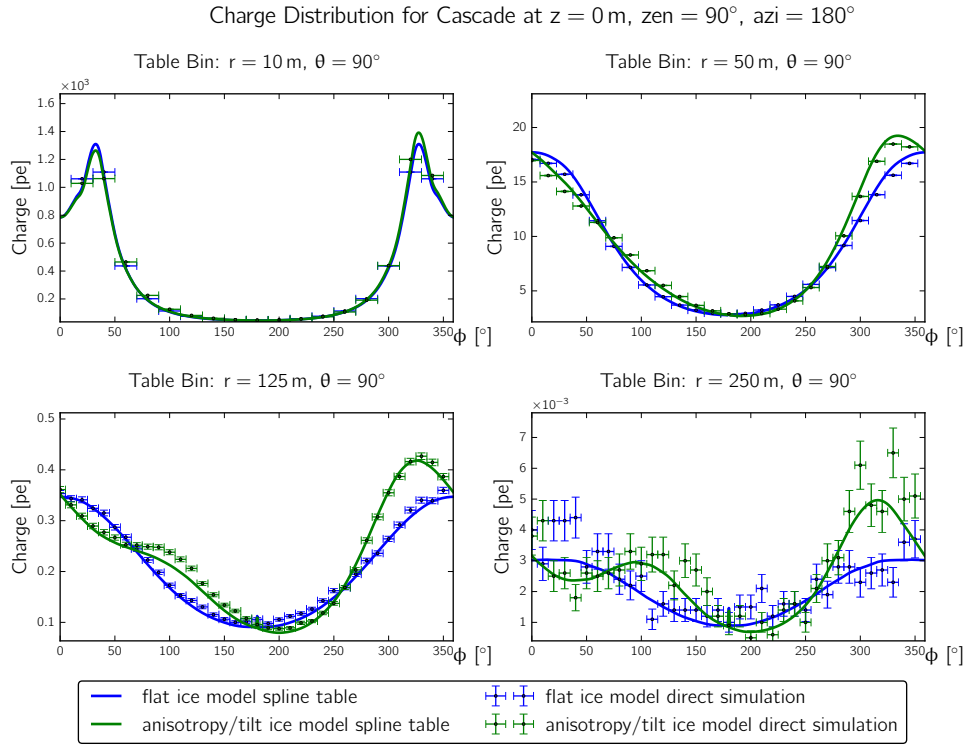 Charge Distribution for Cascade at z = 0 m, zen = 90°, azi = 180°
Table Bin: r = 10 m, θ = 90°
×10³
1.6
1.4
1.2
1.0
0.8
0.6
0.4
0.2
Charge [pe]
0 50 100 150 200 250 300 350
ϕ [°]
Table Bin: r = 50 m, θ = 90°
20
15
10
5
Charge [pe]
0 50 100 150 200 250 300 350
ϕ [°]
Table Bin: r = 125 m, θ = 90°
0.5
0.4
0.3
0.2
0.1
Charge [pe]
0 50 100 150 200 250 300 350
ϕ [°]
Table Bin: r = 250 m, θ = 90°
×10⁻³
7
6
5
4
3
2
1
Charge [pe]
0 50 100 150 200 250 300 350
ϕ [°]
flat ice model spline table
anisotropy/tilt ice model spline table
flat ice model direct simulation
anisotropy/tilt ice model direct simulation